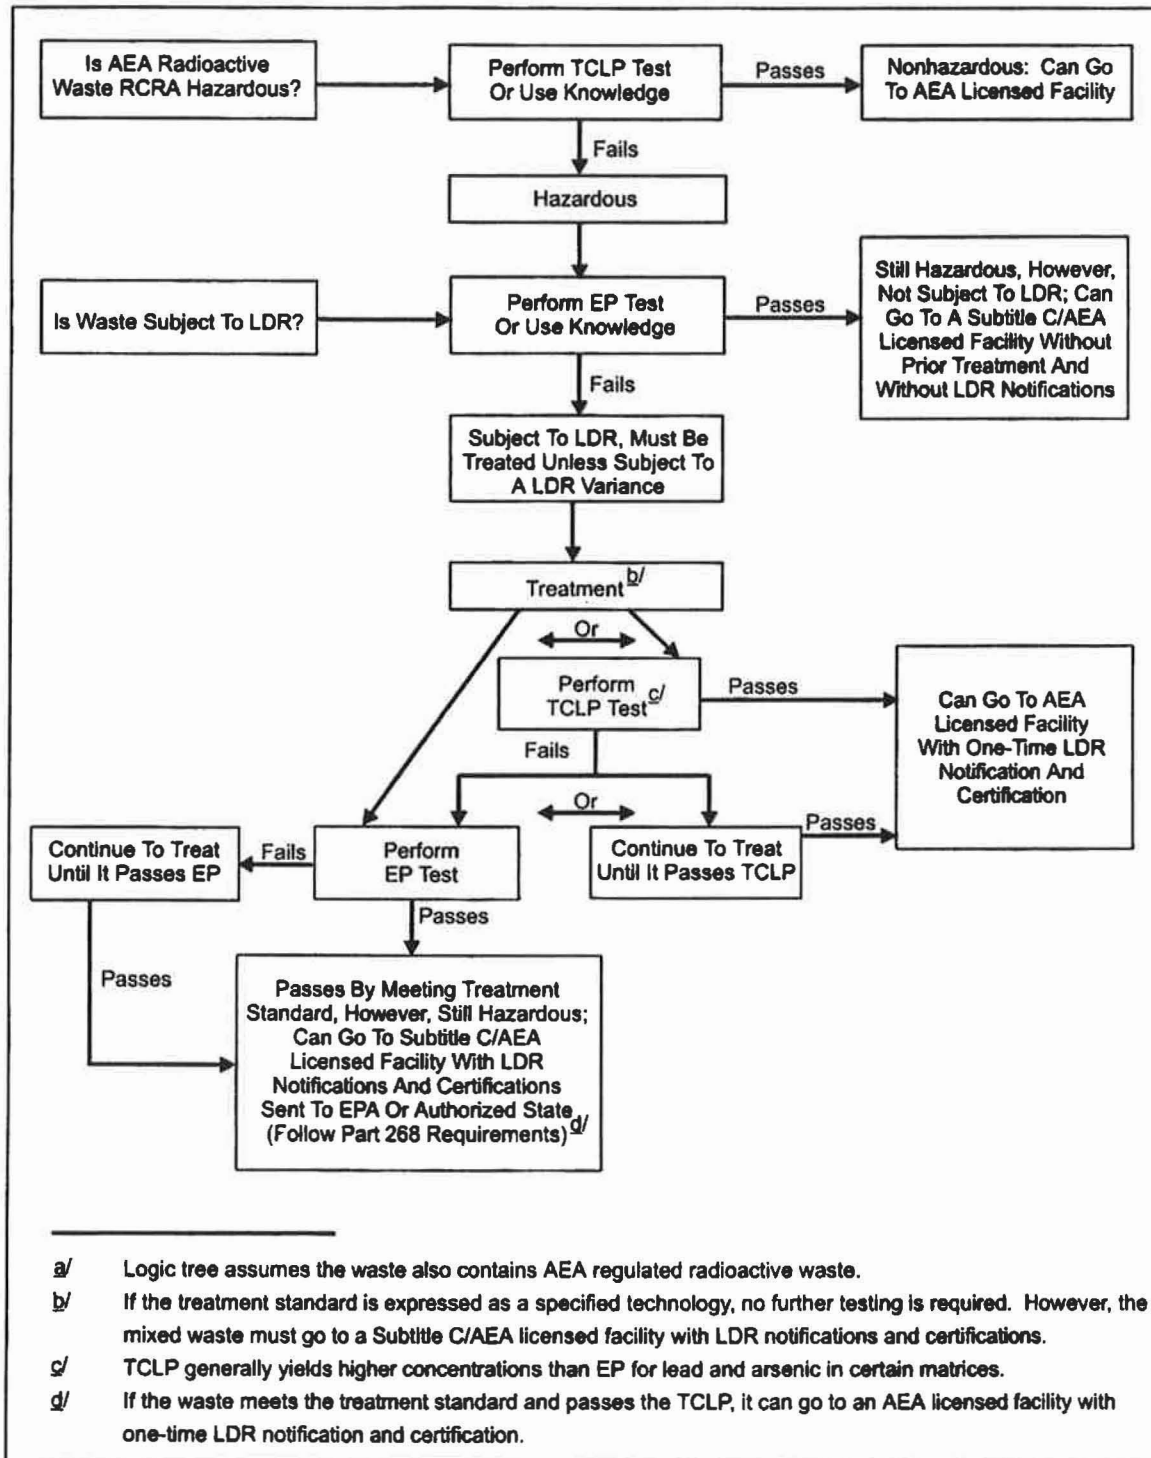 Is AEA Radioactive
Waste RCRA Hazardous?
Perform TCLP Test
Or Use Knowledge
Passes
Nonhazardous: Can Go
To AEA Licensed Facility
Fails
Hazardous
Is Waste Subject To LDR?
Perform EP Test
Or Use Knowledge
Passes
Still Hazardous, However,
Not Subject To LDR; Can
Go To A Subtitle C/AEA
Licensed Facility Without
Prior Treatment And
Without LDR Notifications
Fails
Subject To LDR, Must Be
Treated Unless Subject To
A LDR Variance
Treatment b/
Or
Perform
TCLP Test c/
Passes
Can Go To AEA
Licensed Facility
With One-Time LDR
Notification And
Certification
Fails
Or
Continue To Treat
Until It Passes EP
Fails
Perform
EP Test
Continue To Treat
Until It Passes TCLP
Passes
Passes
Passes
Passes By Meeting Treatment
Standard, However, Still Hazardous;
Can Go To Subtitle C/AEA
Licensed Facility With LDR
Notifications And Certifications
Sent To EPA Or Authorized State
(Follow Part 268 Requirements) d/
a/ Logic tree assumes the waste also contains AEA regulated radioactive waste.
b/ If the treatment standard is expressed as a specified technology, no further testing is required. However, the
mixed waste must go to a Subtitle C/AEA licensed facility with LDR notifications and certifications.
c/ TCLP generally yields higher concentrations than EP for lead and arsenic in certain matrices.
d/ If the waste meets the treatment standard and passes the TCLP, it can go to an AEA licensed facility with
one-time LDR notification and certification.